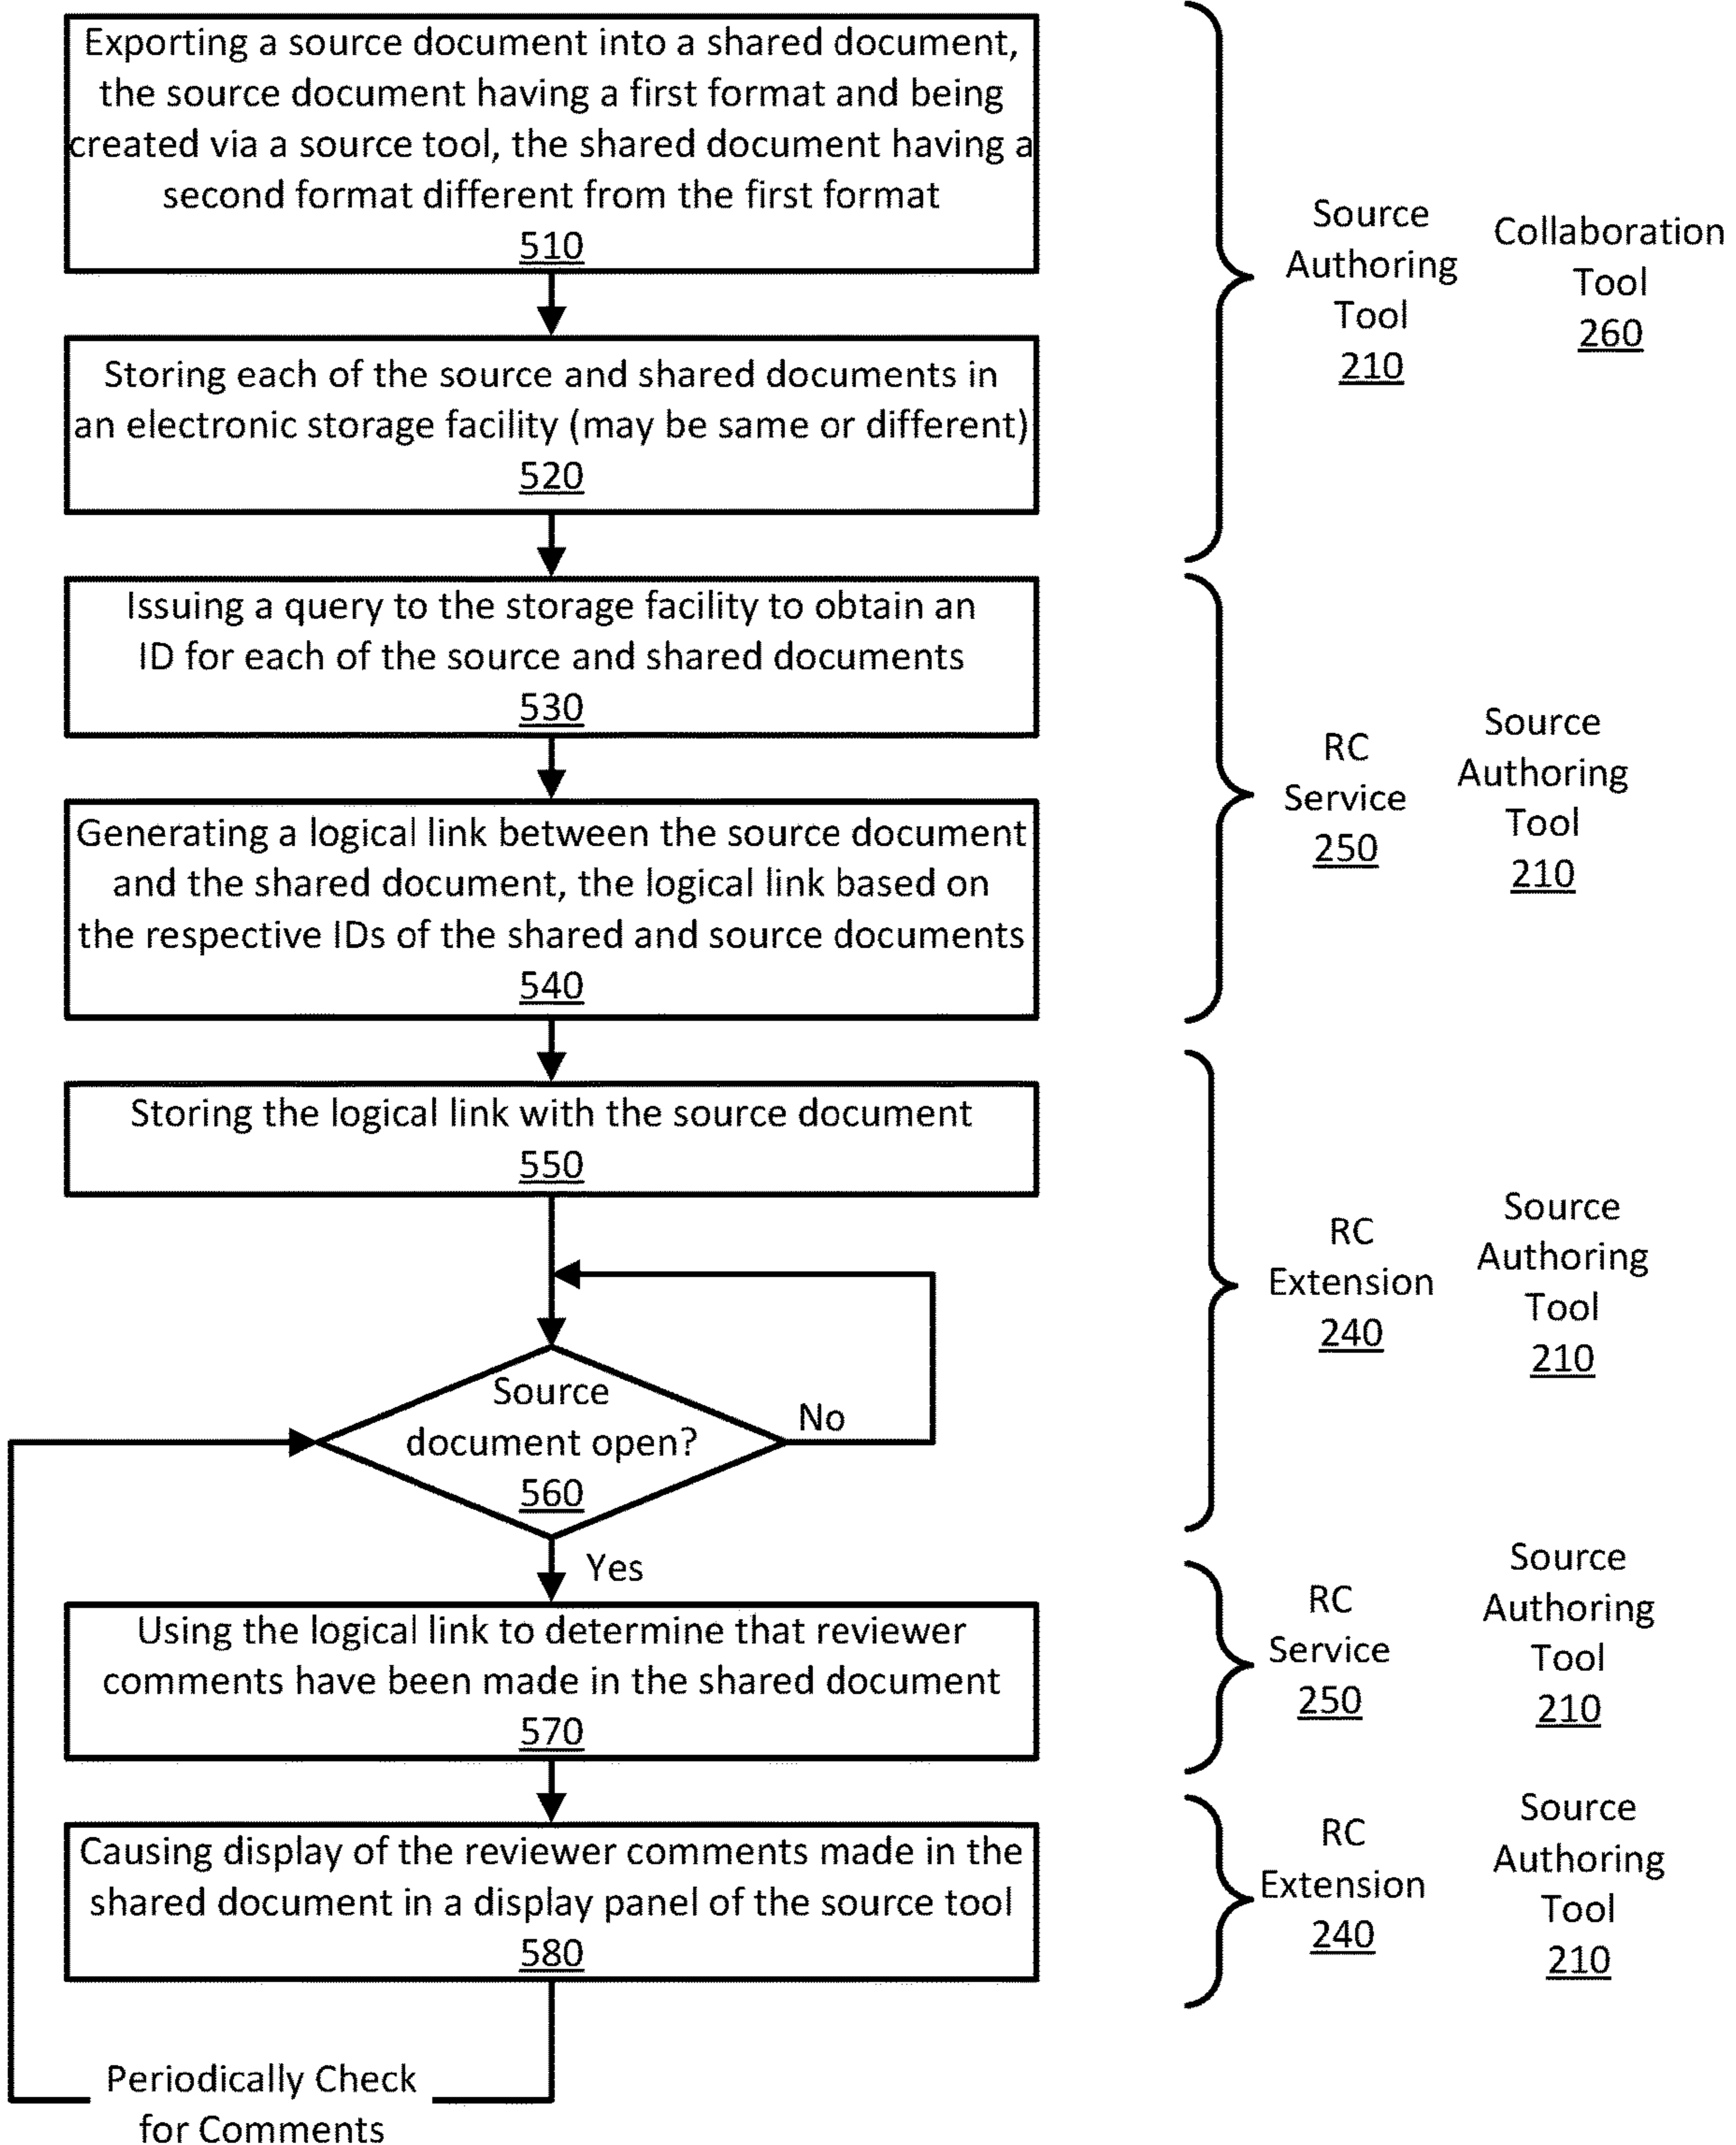 Exporting a source document into a shared document,
the source document having a first format and being
created via a source tool, the shared document having a
second format different from the first format
510
Storing each of the source and shared documents in
an electronic storage facility (may be same or different)
520
Source
Authoring
Tool
210
Collaboration
Tool
260
Issuing a query to the storage facility to obtain an
ID for each of the source and shared documents
530
Generating a logical link between the source document
and the shared document, the logical link based on
the respective IDs of the shared and source documents
540
RC
Service
250
Source
Authoring
Tool
210
Storing the logical link with the source document
550
Source
document open?
560
No
Yes
RC
Extension
240
Source
Authoring
Tool
210
Using the logical link to determine that reviewer
comments have been made in the shared document
570
RC
Service
250
Source
Authoring
Tool
210
Causing display of the reviewer comments made in the
shared document in a display panel of the source tool
580
RC
Extension
240
Source
Authoring
Tool
210
Periodically Check
for Comments